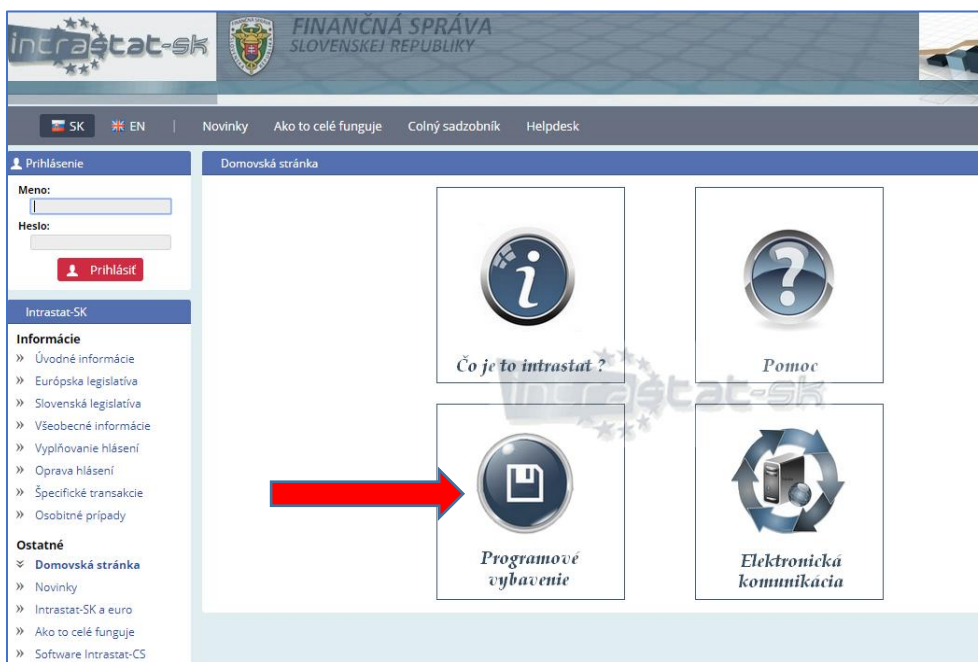 intrastat-sk
FINANČNÁ SPRÁVA
SLOVENSKEJ REPUBLIKY
SK
EN
|
Novinky
Ako to celé funguje
Colný sadzobník
Helpdesk
Prihlásenie
Meno:
Heslo:
Prihlásiť
Intrastat-SK
Informácie
» Úvodné informácie
» Európska legislatíva
» Slovenská legislatíva
» Všeobecné informácie
» Vyplňovanie hlásení
» Oprava hlásení
» Špecifické transakcie
» Osobitné prípady
Ostatné
Domovská stránka
» Novinky
» Intrastat-SK a euro
» Ako to celé funguje
» Software Intrastat-CS
Domovská stránka
Čo je to intrastat ?
Pomoc
intrastat-sk
Programové
vybavenie
Elektronická
komunikácia